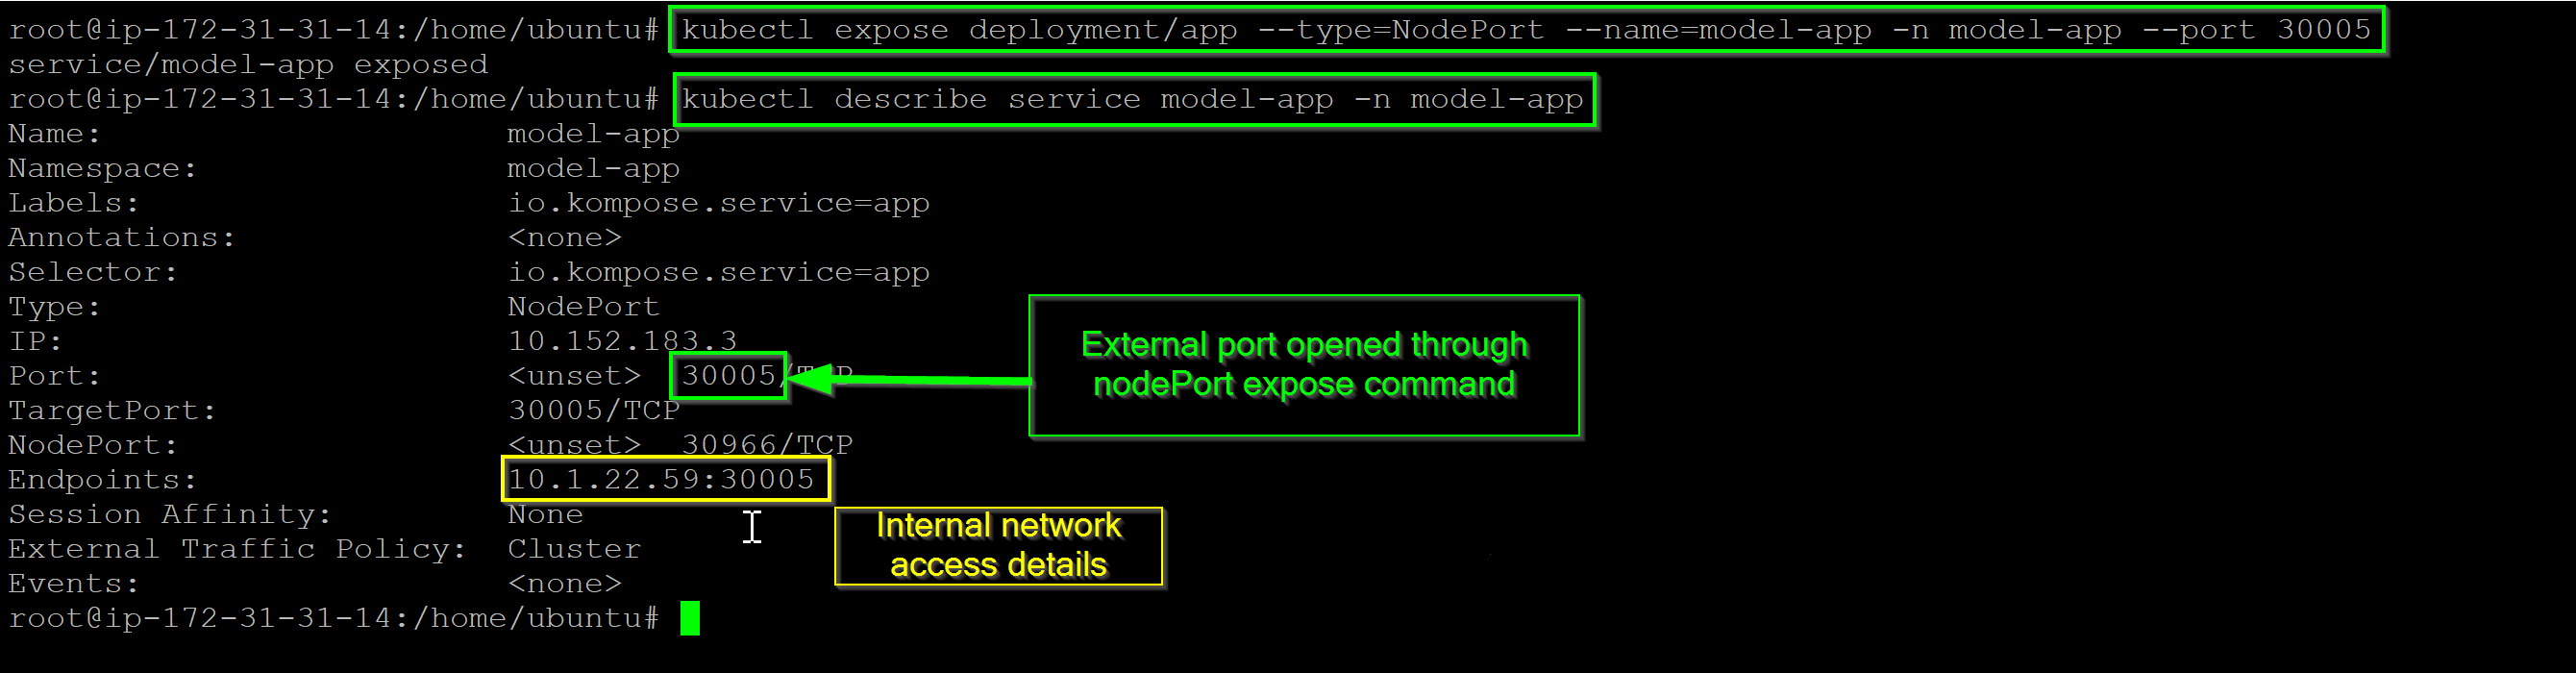 root@ip-172-31-31-14:/home/ubuntu# kubectl expose deployment/app --type=NodePort --name=model-app -n model-app --port 30005
service/model-app exposed
root@ip-172-31-31-14:/home/ubuntu# kubectl describe service model-app -n model-app
Name: model-app
Namespace: model-app
Labels: io.kompose.service=app
Annotations: <none>
Selector: io.kompose.service=app
Type: NodePort
IP: 10.152.183.3
Port: <unset> 30005/TCP
TargetPort: 30005/TCP
NodePort: <unset> 30966/TCP
Endpoints: 10.1.22.59:30005
Session Affinity: None
External Traffic Policy: Cluster
Events: <none>
root@ip-172-31-31-14:/home/ubuntu#
External port opened through
nodePort expose command
Internal network
access details